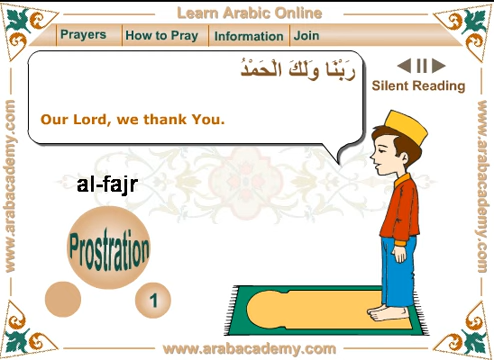 Learn Arabic Online
Prayers
How to Pray
Information
Join
رَبَّنَا وَلَكَ الْحَمْدُ
Our Lord, we thank You.
Silent Reading
al-fajr
Prostration
1
www.arabacademy.com
www.arabacademy.com
www.arabacademy.com